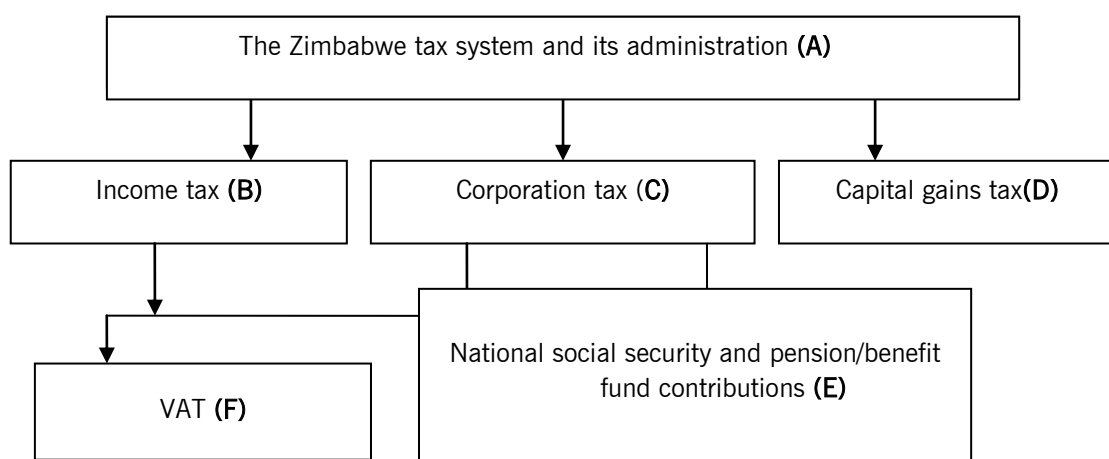 The Zimbabwe tax system and its administration (A)
Income tax (B)
Corporation tax (C)
Capital gains tax(D)
National social security and pension/benefit
fund contributions (E)
VAT (F)